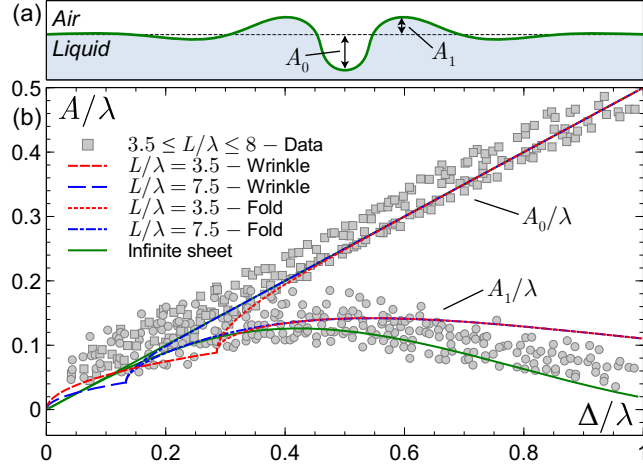 (a)
Air
Liquid
A₀
A₁
(b)
A/λ
3.5 ≤ L/λ ≤ 8 – Data
L/λ = 3.5 – Wrinkle
L/λ = 7.5 – Wrinkle
L/λ = 3.5 – Fold
L/λ = 7.5 – Fold
Infinite sheet
A₀/λ
A₁/λ
Δ/λ
0.5
0.4
0.3
0.2
0.1
0
0 0.2 0.4 0.6 0.8